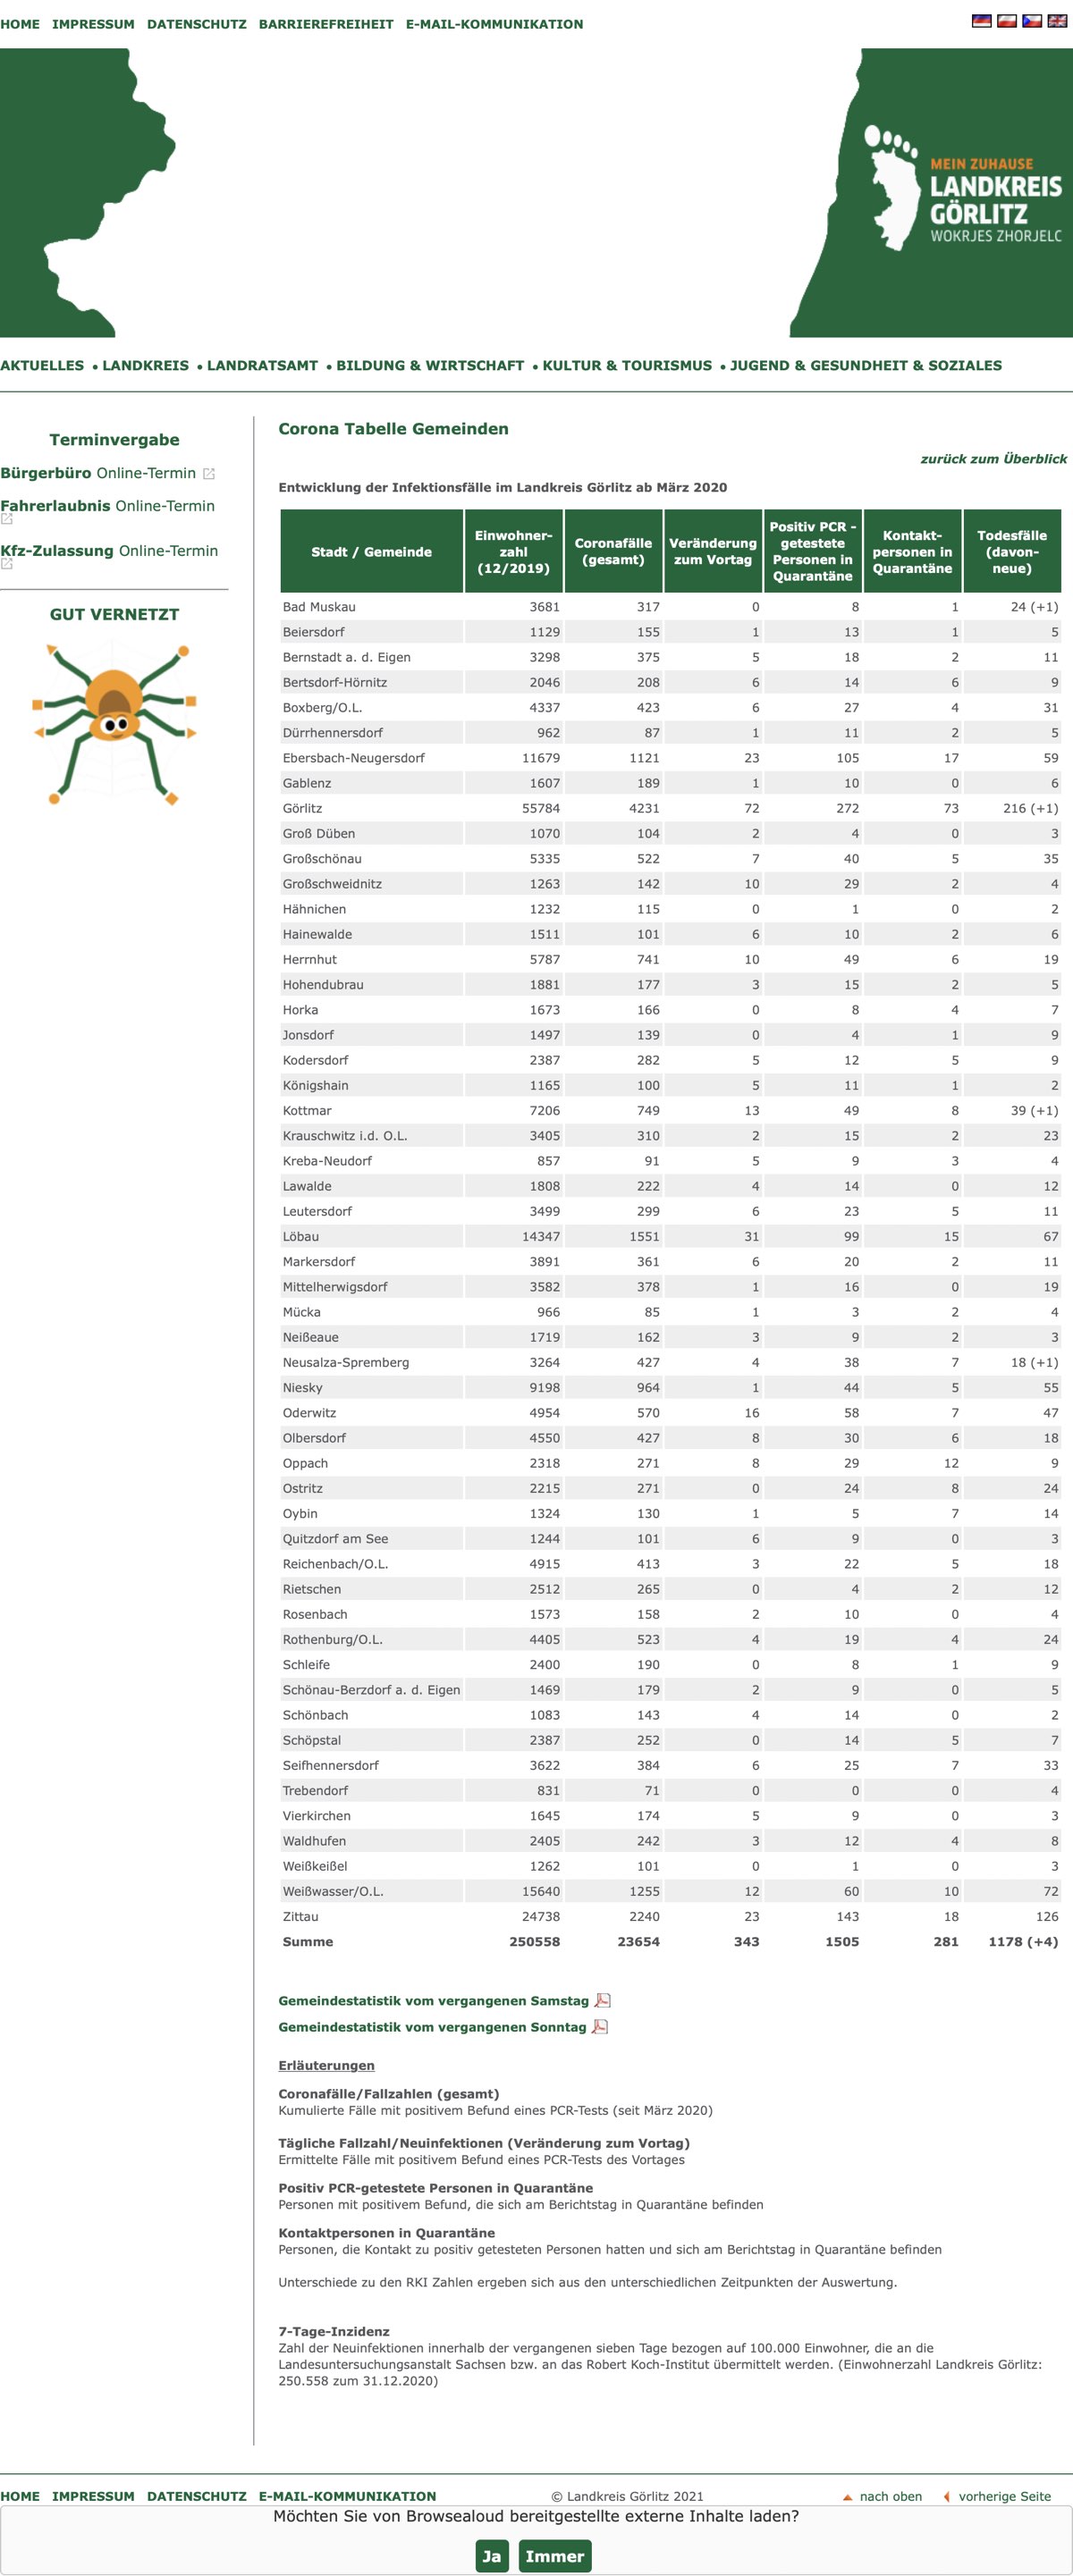 HOME IMPRESSUM DATENSCHUTZ BARRIEREFREIHEIT E-MAIL-KOMMUNIKATION
MEIN ZUHAUSE
LANDKREIS
GÖRLITZ
WOKRJES ZHORJELC
AKTUELLES • LANDKREIS • LANDRATSAMT • BILDUNG & WIRTSCHAFT • KULTUR & TOURISMUS • JUGEND & GESUNDHEIT & SOZIALES
Terminvergabe
Bürgerbüro Online-Termin
Fahrerlaubnis Online-Termin
Kfz-Zulassung Online-Termin
GUT VERNETZT
Corona Tabelle Gemeinden
zurück zum Überblick
Entwicklung der Infektionsfälle im Landkreis Görlitz ab März 2020
Stadt / Gemeinde Einwohner-zahl (12/2019) Coronafälle (gesamt) Veränderung zum Vortag Positiv PCR - getestete Personen in Quarantäne Kontakt-personen in Quarantäne Todesfälle (davon-neue)
Bad Muskau 3681 317 0 8 1 24 (+1)
Beiersdorf 1129 155 1 13 1 5
Bernstadt a. d. Eigen 3298 375 5 18 2 11
Bertsdorf-Hörnitz 2046 208 6 14 6 9
Boxberg/O.L. 4337 423 6 27 4 31
Dürrhennersdorf 962 87 1 11 2 5
Ebersbach-Neugersdorf 11679 1121 23 105 17 59
Gablenz 1607 189 1 10 0 6
Görlitz 55784 4231 72 272 73 216 (+1)
Groß Düben 1070 104 2 4 0 3
Großschönau 5335 522 7 40 5 35
Großschweidnitz 1263 142 10 29 2 4
Hähnichen 1232 115 0 1 0 2
Hainewalde 1511 101 6 10 2 6
Herrnhut 5787 741 10 49 6 19
Hohendubrau 1881 177 3 15 2 5
Horka 1673 166 0 8 4 7
Jonsdorf 1497 139 0 4 1 9
Kodersdorf 2387 282 5 12 5 9
Königshain 1165 100 5 11 1 2
Kottmar 7206 749 13 49 8 39 (+1)
Krauschwitz i.d. O.L. 3405 310 2 15 2 23
Kreba-Neudorf 857 91 5 9 3 4
Lawalde 1808 222 4 14 0 12
Leutersdorf 3499 299 6 23 5 11
Löbau 14347 1551 31 99 15 67
Markersdorf 3891 361 6 20 2 11
Mittelherwigsdorf 3582 378 1 16 0 19
Mücka 966 85 1 3 2 4
Neißeaue 1719 162 3 9 2 3
Neusalza-Spremberg 3264 427 4 38 7 18 (+1)
Niesky 9198 964 1 44 5 55
Oderwitz 4954 570 16 58 7 47
Olbersdorf 4550 427 8 30 6 18
Oppach 2318 271 8 29 12 9
Ostritz 2215 271 0 24 8 24
Oybin 1324 130 1 5 7 14
Quitzdorf am See 1244 101 6 9 0 3
Reichenbach/O.L. 4915 413 3 22 5 18
Rietschen 2512 265 0 4 2 12
Rosenbach 1573 158 2 10 0 4
Rothenburg/O.L. 4405 523 4 19 4 24
Schleife 2400 190 0 8 1 9
Schönau-Berzdorf a. d. Eigen 1469 179 2 9 0 5
Schönbach 1083 143 4 14 0 2
Schöpstal 2387 252 0 14 5 7
Seifhennersdorf 3622 384 6 25 7 33
Trebendorf 831 71 0 0 0 4
Vierkirchen 1645 174 5 9 0 3
Waldhufen 2405 242 3 12 4 8
Weißkeißel 1262 101 0 1 0 3
Weißwasser/O.L. 15640 1255 12 60 10 72
Zittau 24738 2240 23 143 18 126
Summe 250558 23654 343 1505 281 1178 (+4)
Gemeindestatistik vom vergangenen Samstag
Gemeindestatistik vom vergangenen Sonntag
Erläuterungen
Coronafälle/Fallzahlen (gesamt)
Kumulierte Fälle mit positivem Befund eines PCR-Tests (seit März 2020)
Tägliche Fallzahl/Neuinfektionen (Veränderung zum Vortag)
Ermittelte Fälle mit positivem Befund eines PCR-Tests des Vortages
Positiv PCR-getestete Personen in Quarantäne
Personen mit positivem Befund, die sich am Berichtstag in Quarantäne befinden
Kontaktpersonen in Quarantäne
Personen, die Kontakt zu positiv getesteten Personen hatten und sich am Berichtstag in Quarantäne befinden
Unterschiede zu den RKI Zahlen ergeben sich aus den unterschiedlichen Zeitpunkten der Auswertung.
7-Tage-Inzidenz
Zahl der Neuinfektionen innerhalb der vergangenen sieben Tage bezogen auf 100.000 Einwohner, die an die
Landesuntersuchungsanstalt Sachsen bzw. an das Robert Koch-Institut übermittelt werden. (Einwohnerzahl Landkreis Görlitz:
250.558 zum 31.12.2020)
HOME IMPRESSUM DATENSCHUTZ E-MAIL-KOMMUNIKATION © Landkreis Görlitz 2021 nach oben vorherige Seite
Möchten Sie von Browsealoud bereitgestellte externe Inhalte laden?
Ja Immer